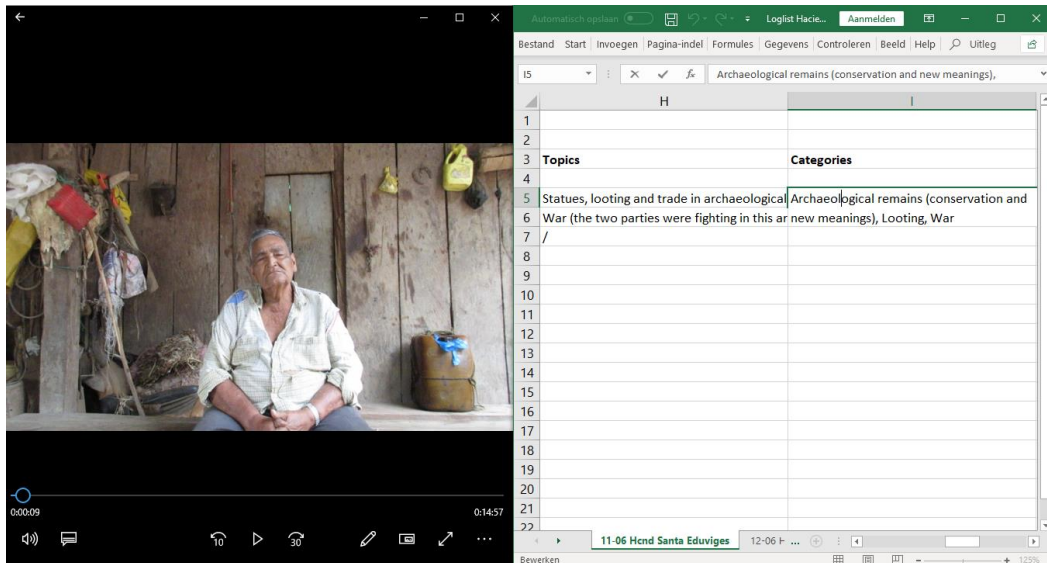 Automatisch opslaan
Loglist Hacie...
Aanmelden
Bestand Start Invoegen Pagina-indel Formules Gegevens Controleren Beeld Help Uitleg
I5
fx
Archaeological remains (conservation and new meanings),
H I
1
2
3 Topics Categories
4
5 Statues, looting and trade in archaeological Archaeological remains (conservation and
6 War (the two parties were fighting in this ar new meanings), Looting, War
7 /
8
9
10
11
12
13
14
15
16
17
18
19
20
21
22
0:00:09 0:14:57
10 30
11-06 Hcnd Santa Eduviges 12-06 H ...
Bewerken 125%